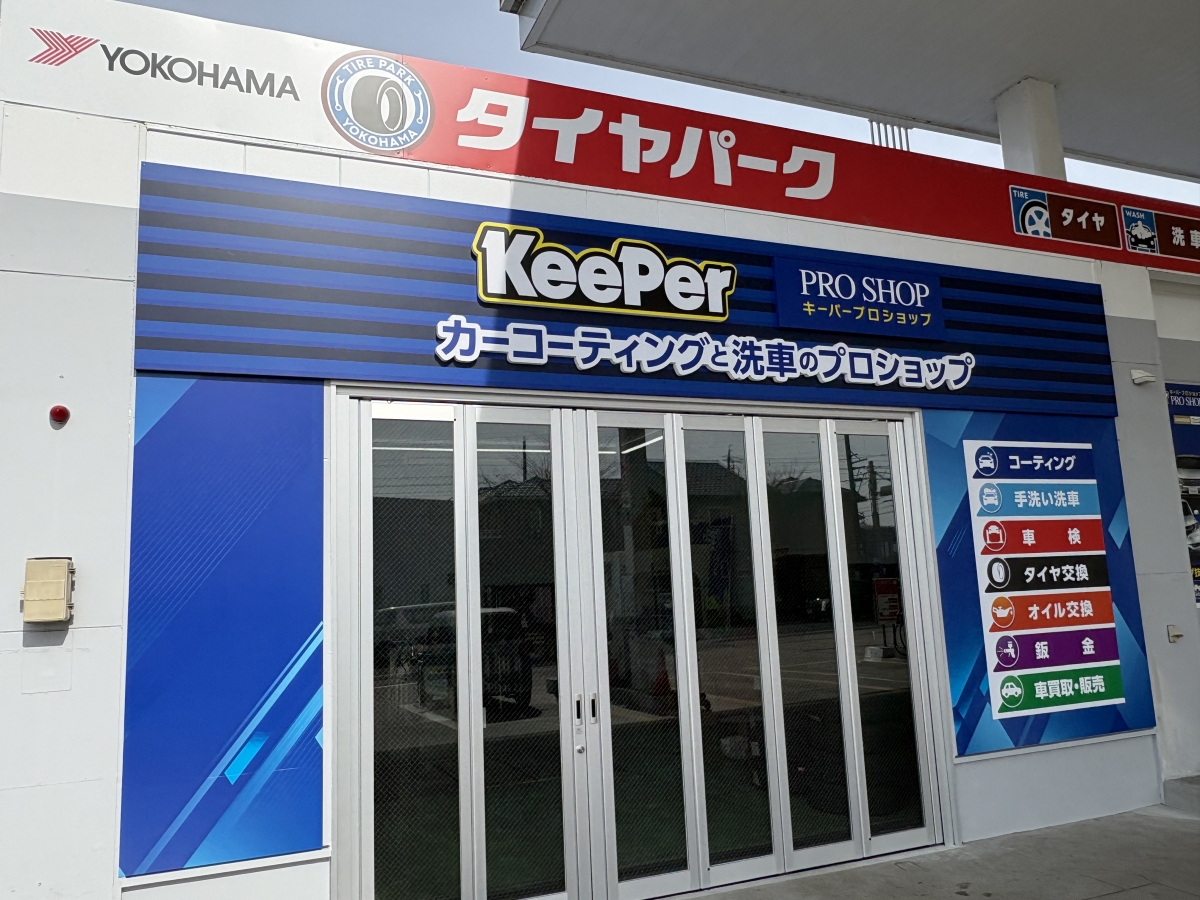 YOKOHAMA
TIRE PARK
YOKOHAMA
タイヤパーク
TIRE
タイヤ
WASH
洗車
KeePer
PRO SHOP
キーパープロショップ
カーコーティングと洗車のプロショップ
コーティング
手洗い洗車
車検
タイヤ交換
オイル交換
鈑金
車買取・販売
PRO SHOP